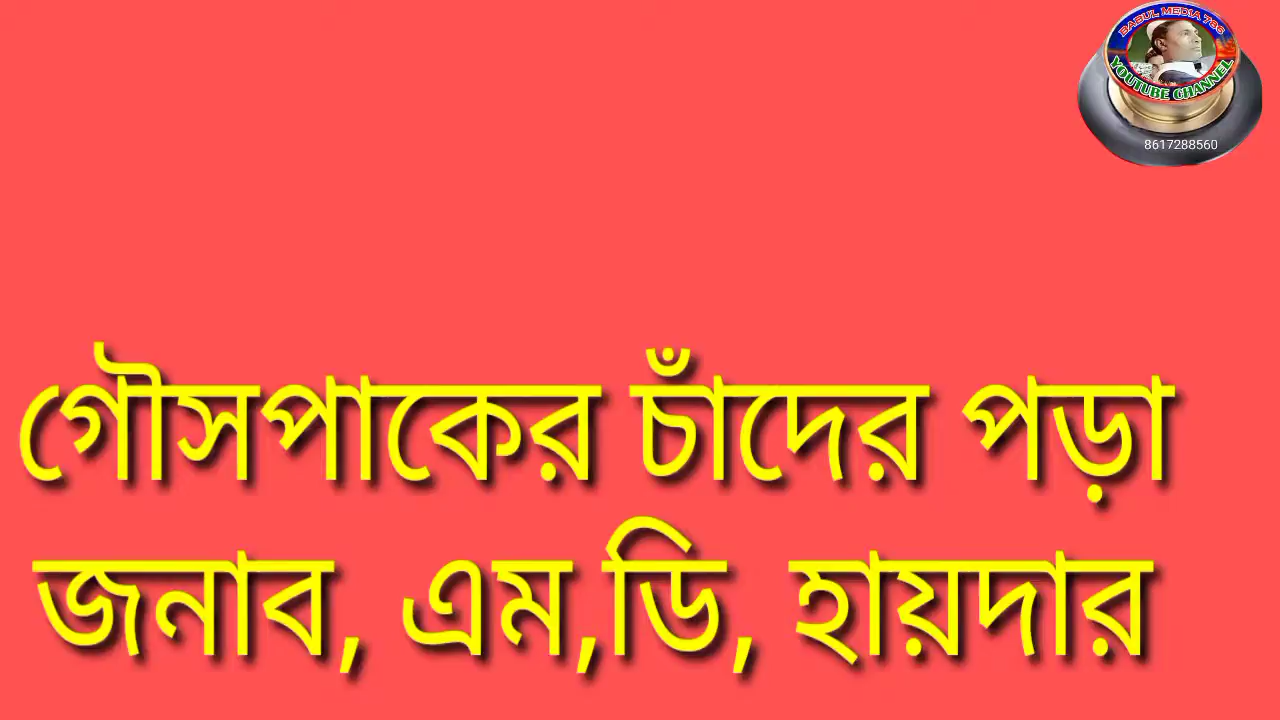 BABUL MEDIA 786
YOUTUBE CHANNEL
8617288560
গৌসপাকের চাঁদের পড়া
জনাব, এম,ডি, হায়দার